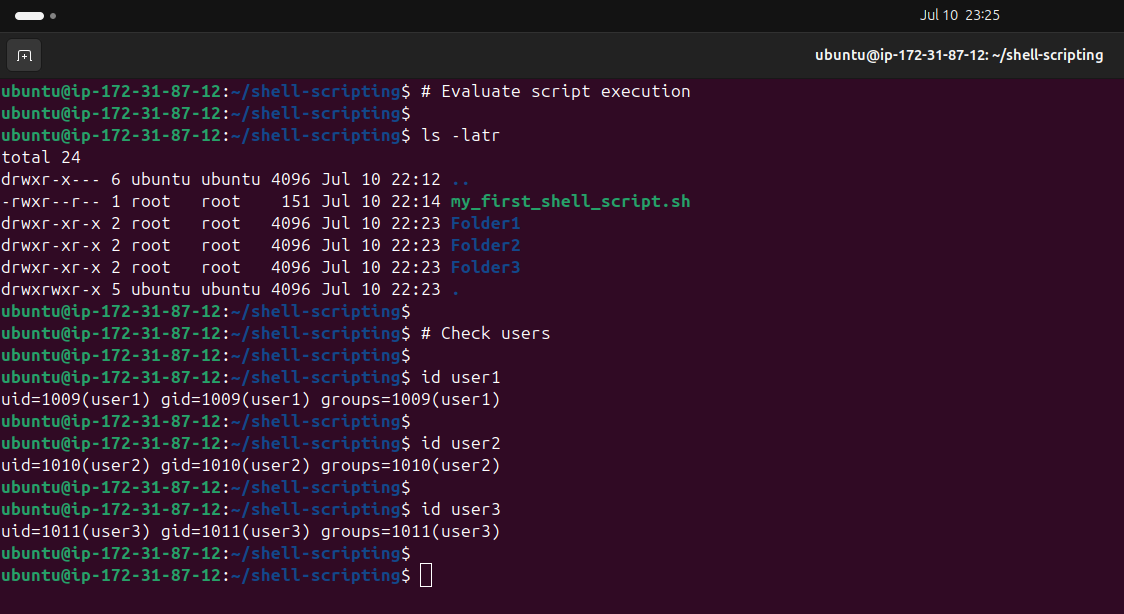 Jul 10 23:25
ubuntu@ip-172-31-87-12: ~/shell-scripting
ubuntu@ip-172-31-87-12:~/shell-scripting$ # Evaluate script execution
ubuntu@ip-172-31-87-12:~/shell-scripting$
ubuntu@ip-172-31-87-12:~/shell-scripting$ ls -latr
total 24
drwxr-x--- 6 ubuntu ubuntu 4096 Jul 10 22:12 ..
-rwxr--r-- 1 root   root    151 Jul 10 22:14 my_first_shell_script.sh
drwxr-xr-x 2 root   root   4096 Jul 10 22:23 Folder1
drwxr-xr-x 2 root   root   4096 Jul 10 22:23 Folder2
drwxr-xr-x 2 root   root   4096 Jul 10 22:23 Folder3
drwxrwxr-x 5 ubuntu ubuntu 4096 Jul 10 22:23 .
ubuntu@ip-172-31-87-12:~/shell-scripting$
ubuntu@ip-172-31-87-12:~/shell-scripting$ # Check users
ubuntu@ip-172-31-87-12:~/shell-scripting$
ubuntu@ip-172-31-87-12:~/shell-scripting$ id user1
uid=1009(user1) gid=1009(user1) groups=1009(user1)
ubuntu@ip-172-31-87-12:~/shell-scripting$
ubuntu@ip-172-31-87-12:~/shell-scripting$ id user2
uid=1010(user2) gid=1010(user2) groups=1010(user2)
ubuntu@ip-172-31-87-12:~/shell-scripting$
ubuntu@ip-172-31-87-12:~/shell-scripting$ id user3
uid=1011(user3) gid=1011(user3) groups=1011(user3)
ubuntu@ip-172-31-87-12:~/shell-scripting$
ubuntu@ip-172-31-87-12:~/shell-scripting$